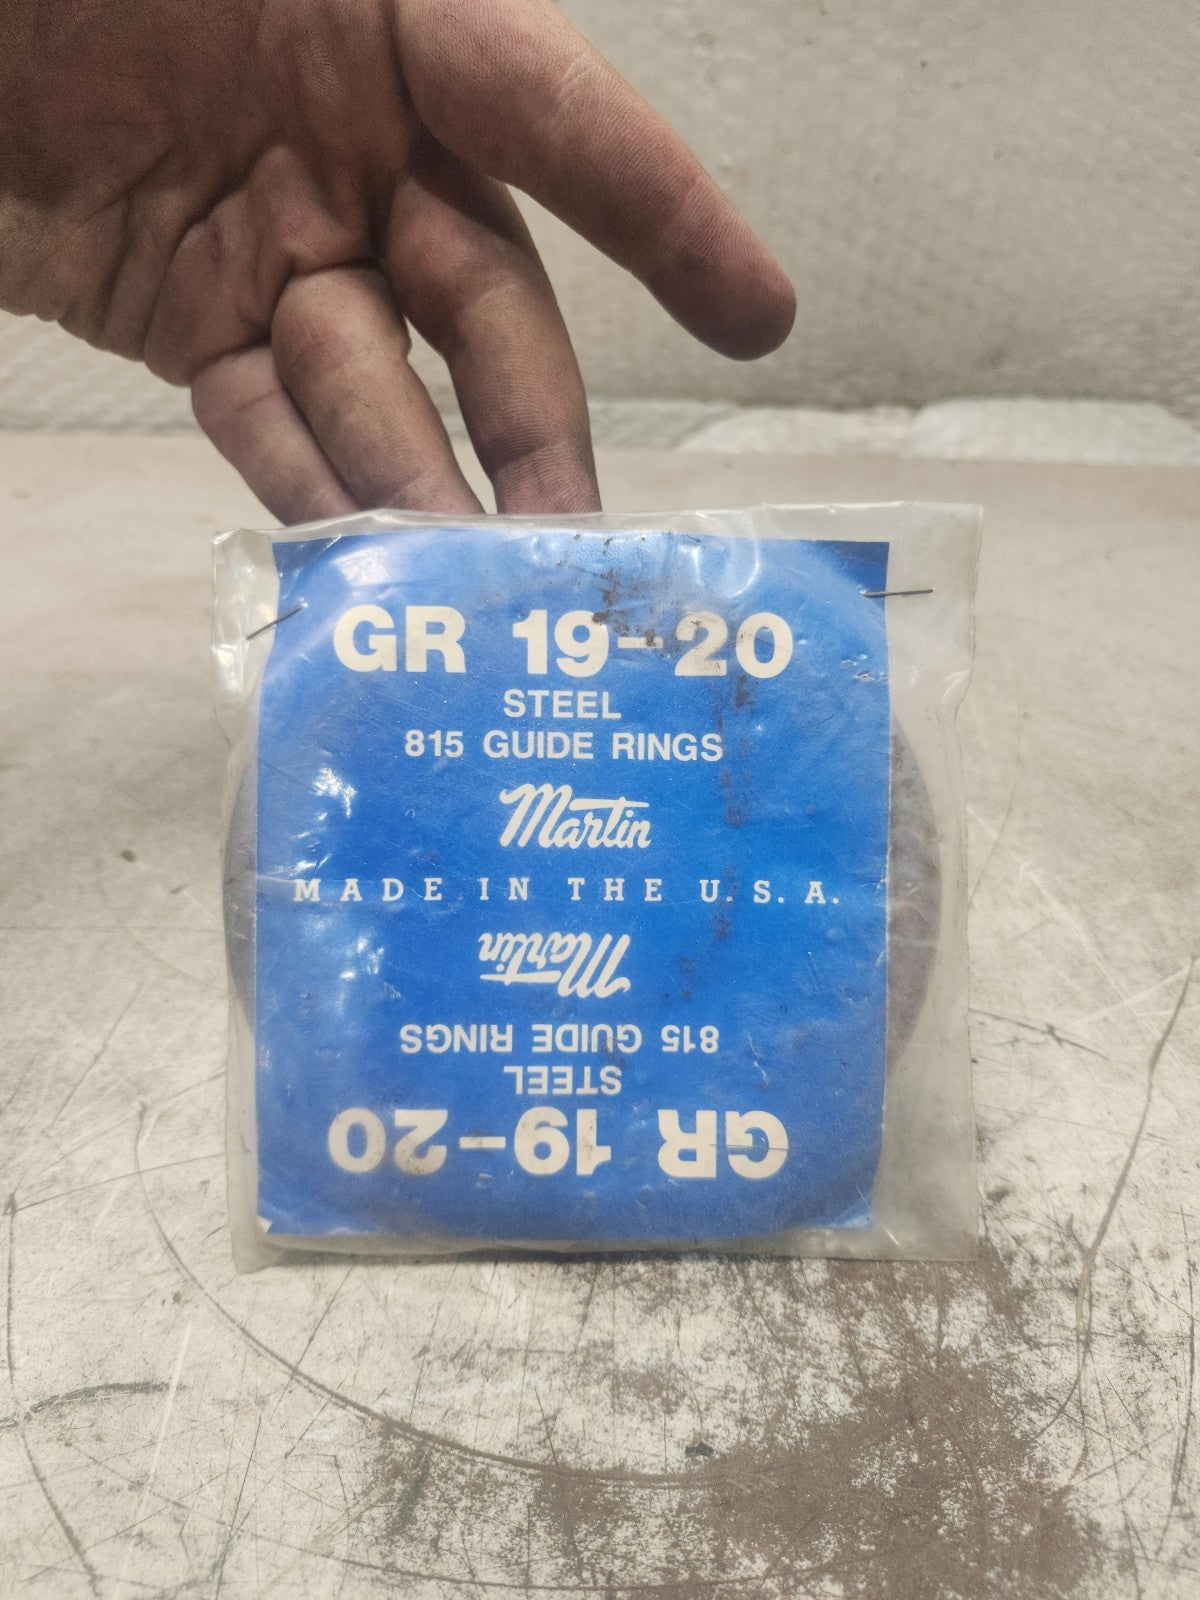 GR 19-20
STEEL
815 GUIDE RINGS
Martin
MADE IN THE U.S.A.
Martin
815 GUIDE RINGS
STEEL
GR 19-20